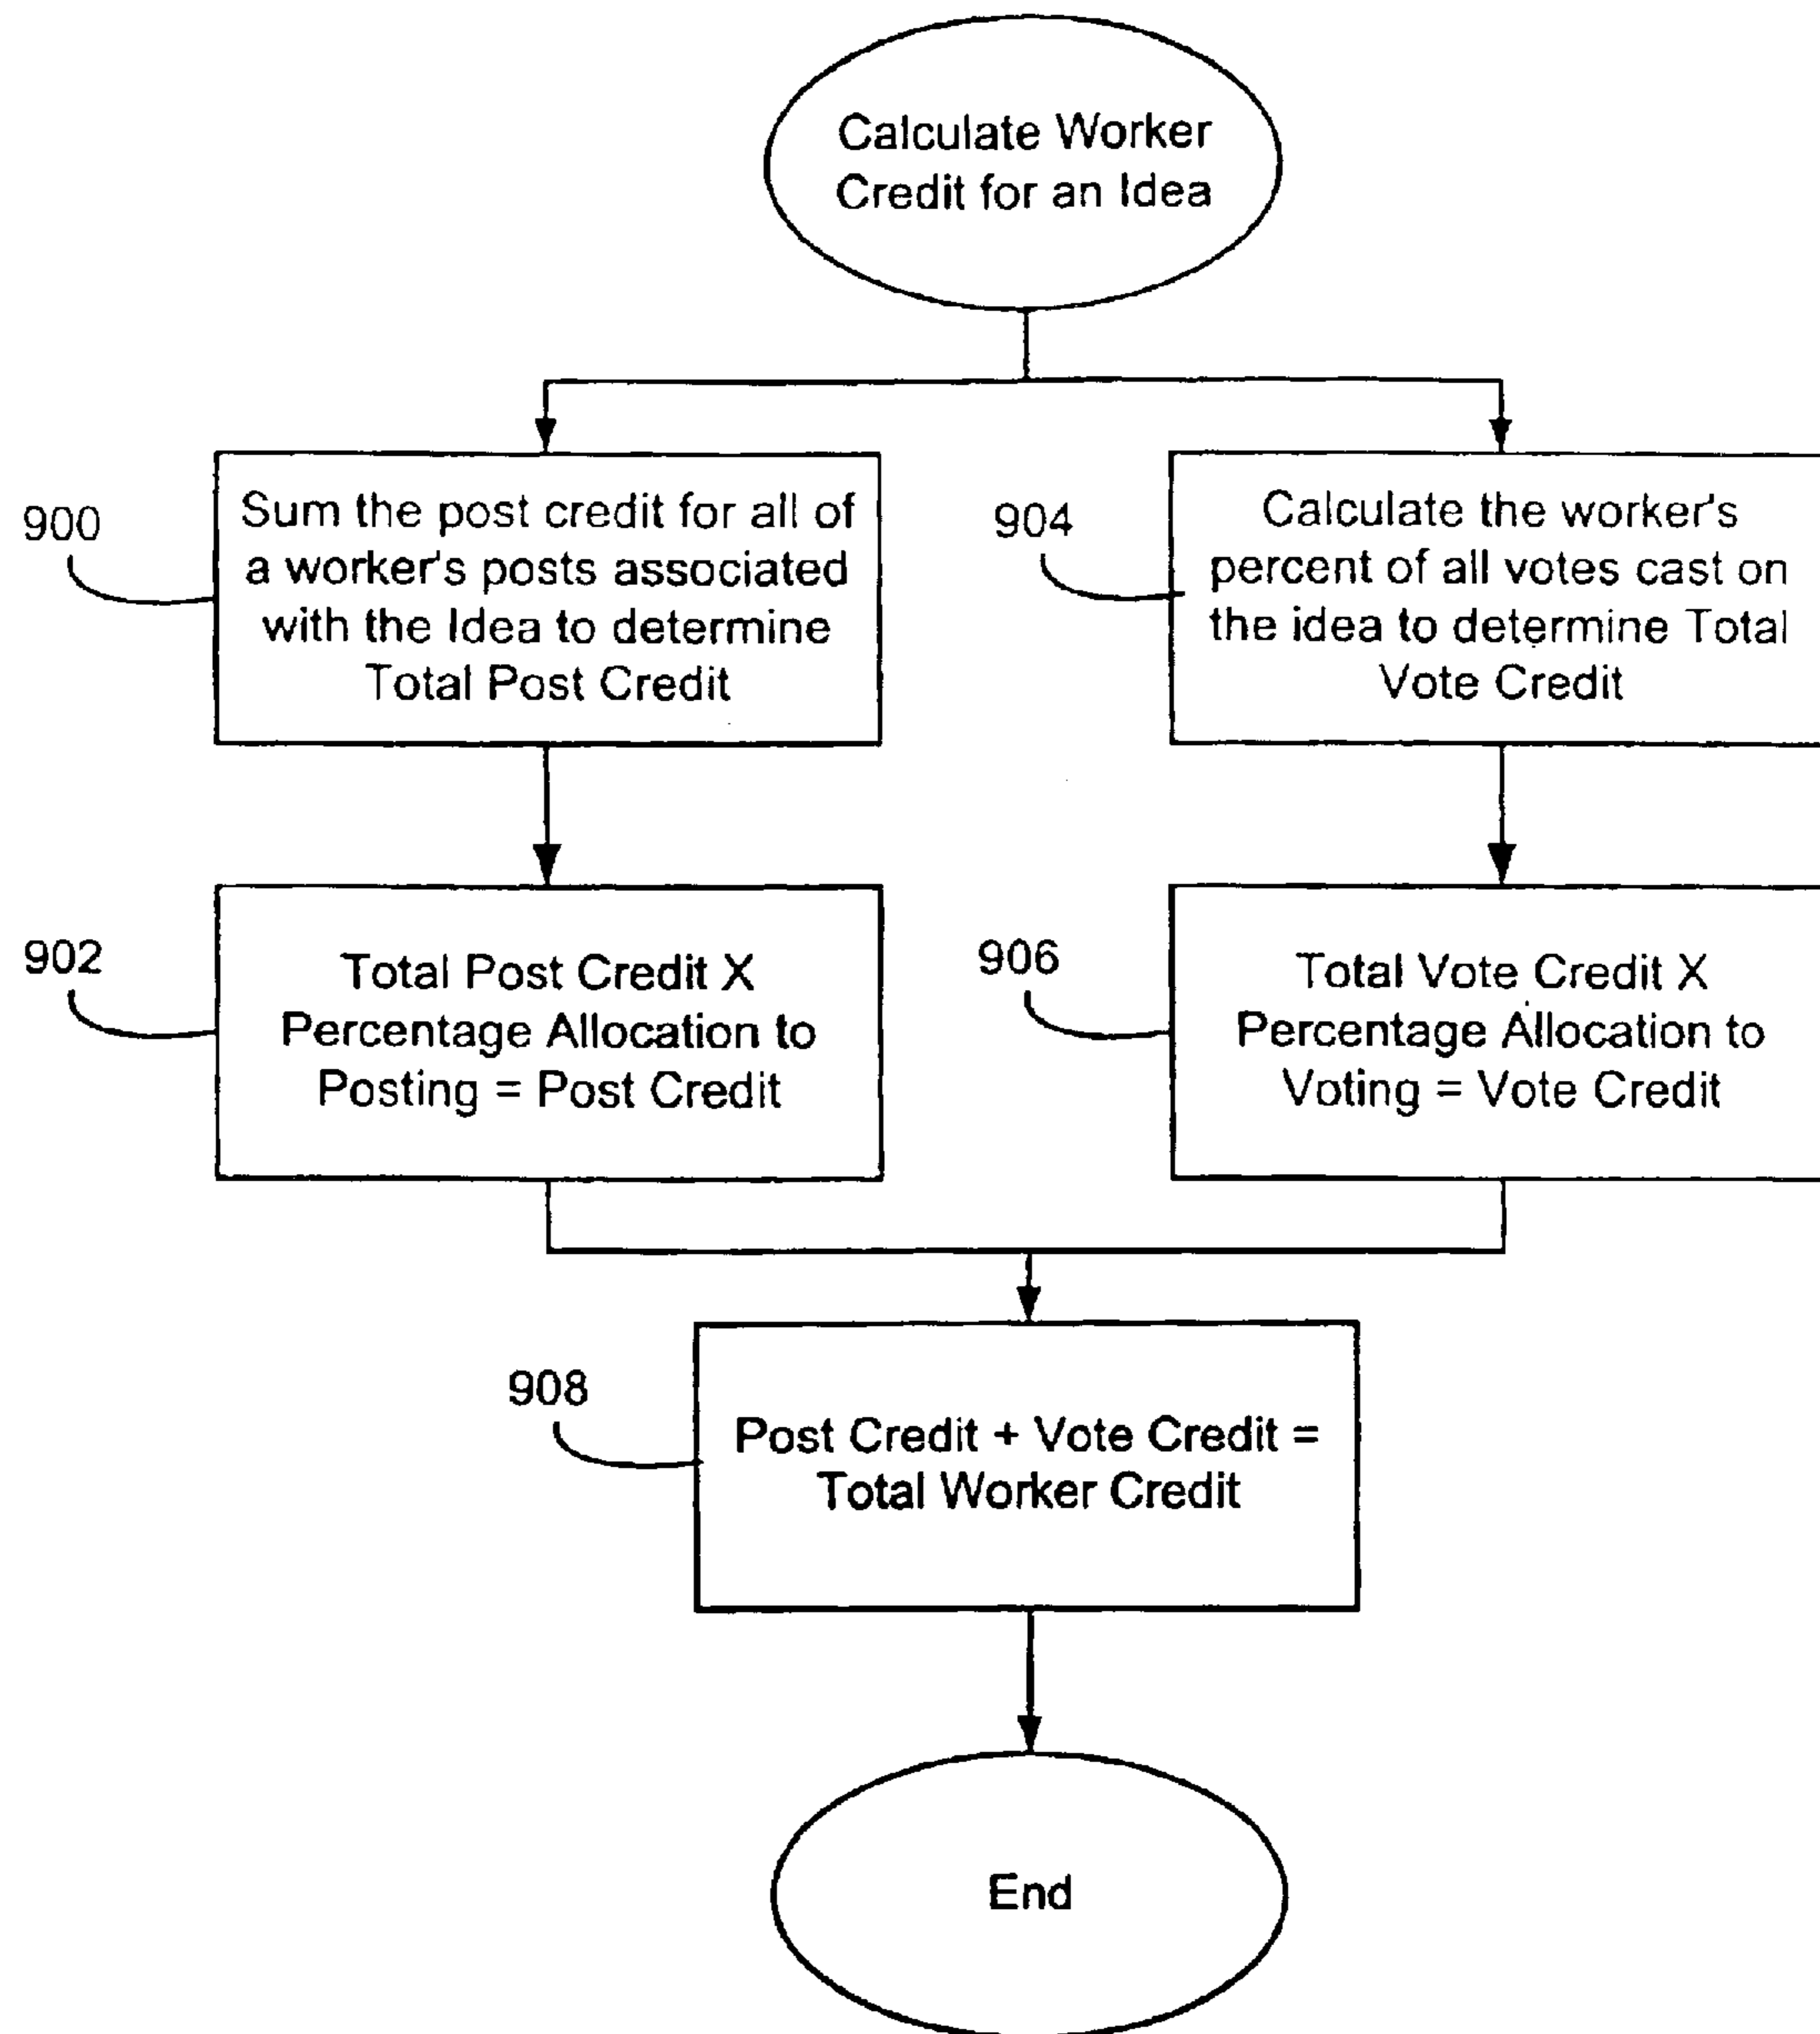 Calculate Worker
Credit for an Idea
900
Sum the post credit for all of
a worker's posts associated
with the Idea to determine
Total Post Credit
904
Calculate the worker's
percent of all votes cast on
the idea to determine Total
Vote Credit
902
Total Post Credit X
Percentage Allocation to
Posting = Post Credit
906
Total Vote Credit X
Percentage Allocation to
Voting = Vote Credit
908
Post Credit + Vote Credit =
Total Worker Credit
End